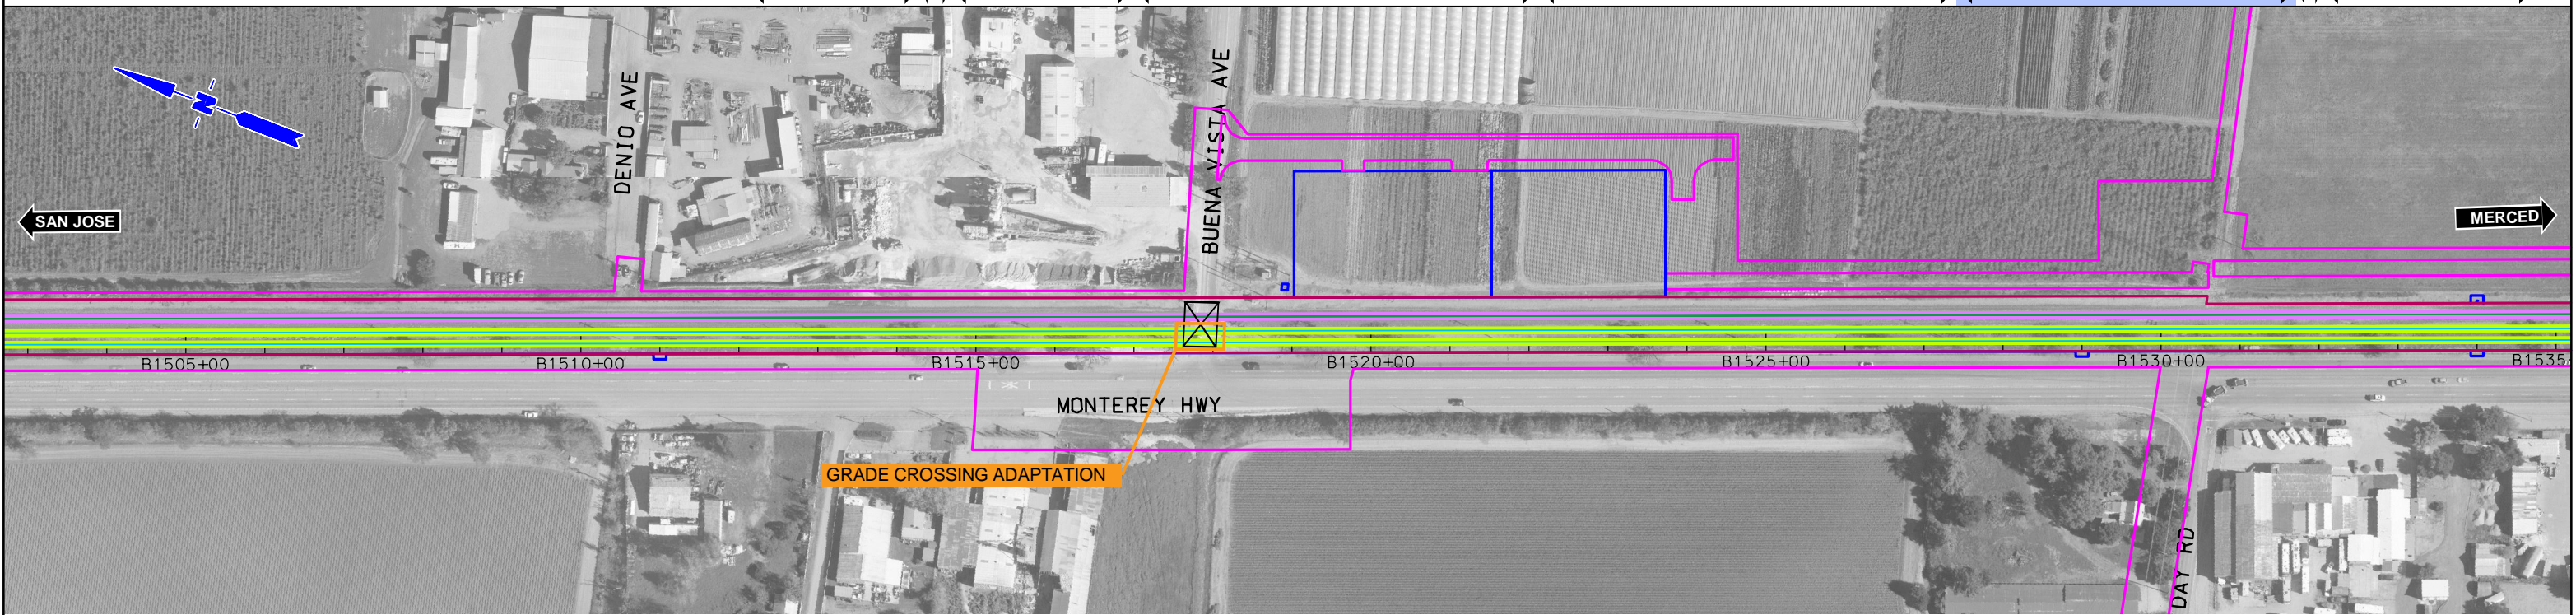 DENIO AVE
BUENA VISTA AVE
N
SAN JOSE
MERCED
B1505+00
B1510+00
B1515+00
B1520+00
B1525+00
B1530+00
B1535
MONTEREY HWY
GRADE CROSSING ADAPTATION
DAY RD